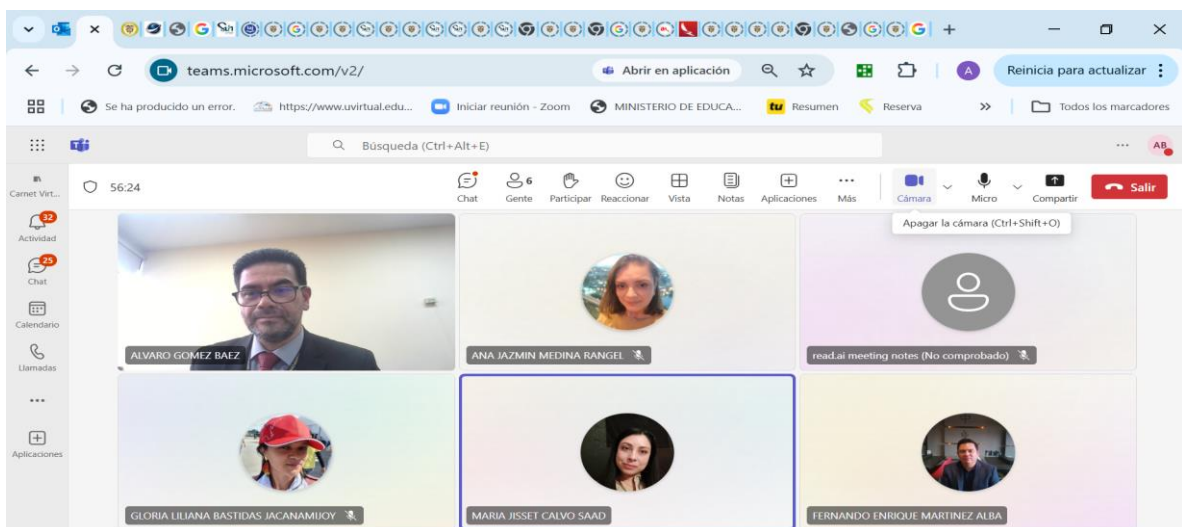 teams.microsoft.com/v2/
Abrir en aplicación
A
Reinicia para actualizar
Se ha producido un error.
https://www.uvirtual.edu...
Iniciar reunión - Zoom
MINISTERIO DE EDUCA...
tu Resumen
Reserva
»
Todos los marcadores
Búsqueda (Ctrl+Alt+E)
AB
Carnet Virt...
56:24
Chat
6
Gente
Participar
Reaccionar
Vista
Notas
Aplicaciones
Más
Cámara
Micro
Compartir
Salir
Apagar la cámara (Ctrl+Shift+O)
32
Actividad
25
Chat
Calendario
Llamadas
Aplicaciones
ALVARO GOMEZ BAEZ
ANA JAZMIN MEDINA RANGEL
read.ai meeting notes (No comprobado)
GLORIA LILIANA BASTIDAS JACANAMIJOY
MARIA JISSET CALVO SAAD
FERNANDO ENRIQUE MARTINEZ ALBA